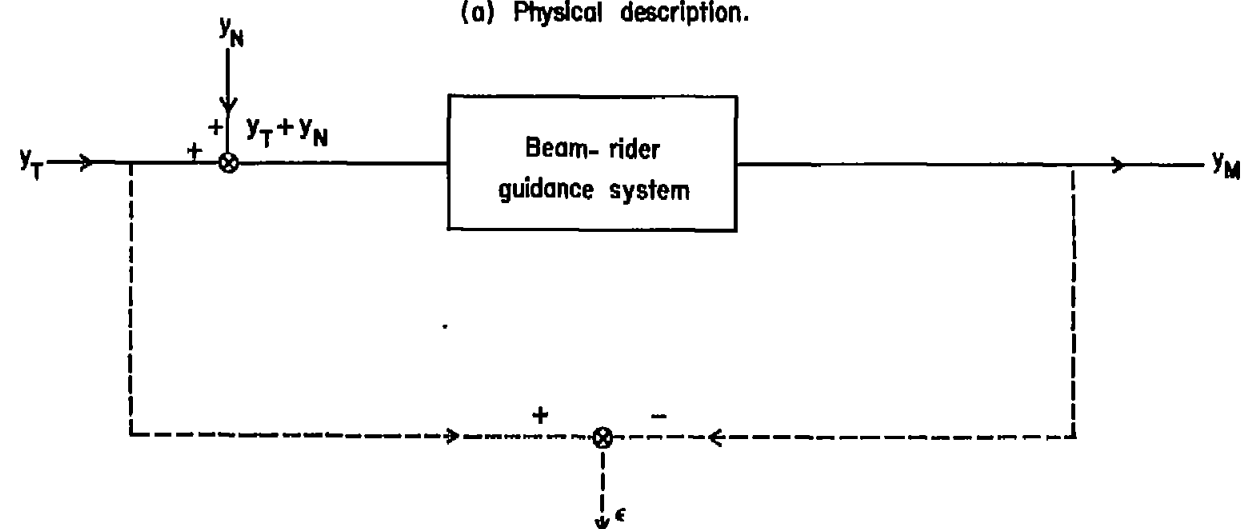 (a) Physical description.
y_N
+
y_T + y_N
y_T
+
Beam-rider
guidance system
y_M
+
−
ϵ